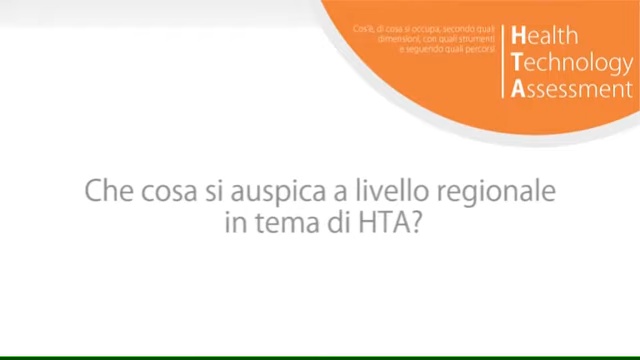 Cos'è, di cosa si occupa, secondo quali
dimensioni, con quali strumenti
e seguendo quali percorsi
Health
Technology
Assessment
Che cosa si auspica a livello regionale
in tema di HTA?